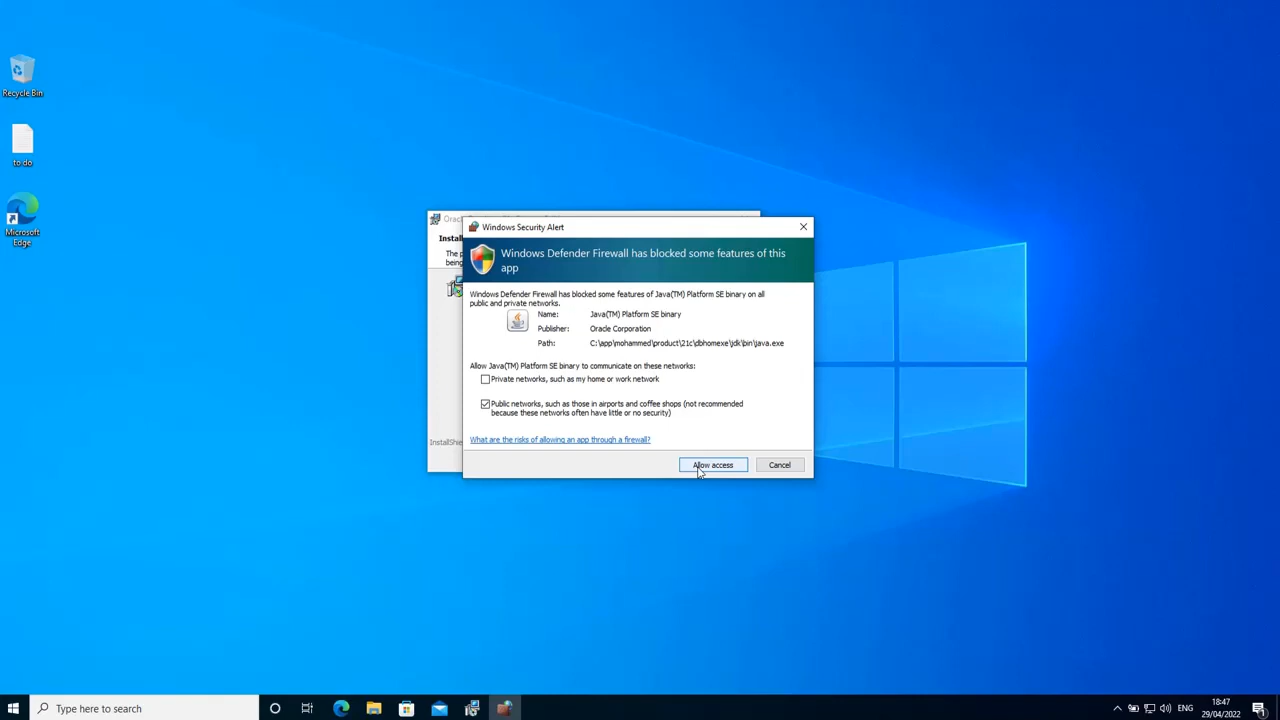 Recycle Bin
to do
Microsoft
Edge
Orac
Instal
The p
being
InstallShie
Windows Security Alert
Windows Defender Firewall has blocked some features of this
app
Windows Defender Firewall has blocked some features of Java(TM) Platform SE binary on all
public and private networks.
Name: Java(TM) Platform SE binary
Publisher: Oracle Corporation
Path: C:\app\mohammed\product\21c\dbhomexe\jdk\bin\java.exe
Allow Java(TM) Platform SE binary to communicate on these networks:
Private networks, such as my home or work network
Public networks, such as those in airports and coffee shops (not recommended
because these networks often have little or no security)
What are the risks of allowing an app through a firewall?
Allow access Cancel
Type here to search
ENG
18:47
29/04/2022
1